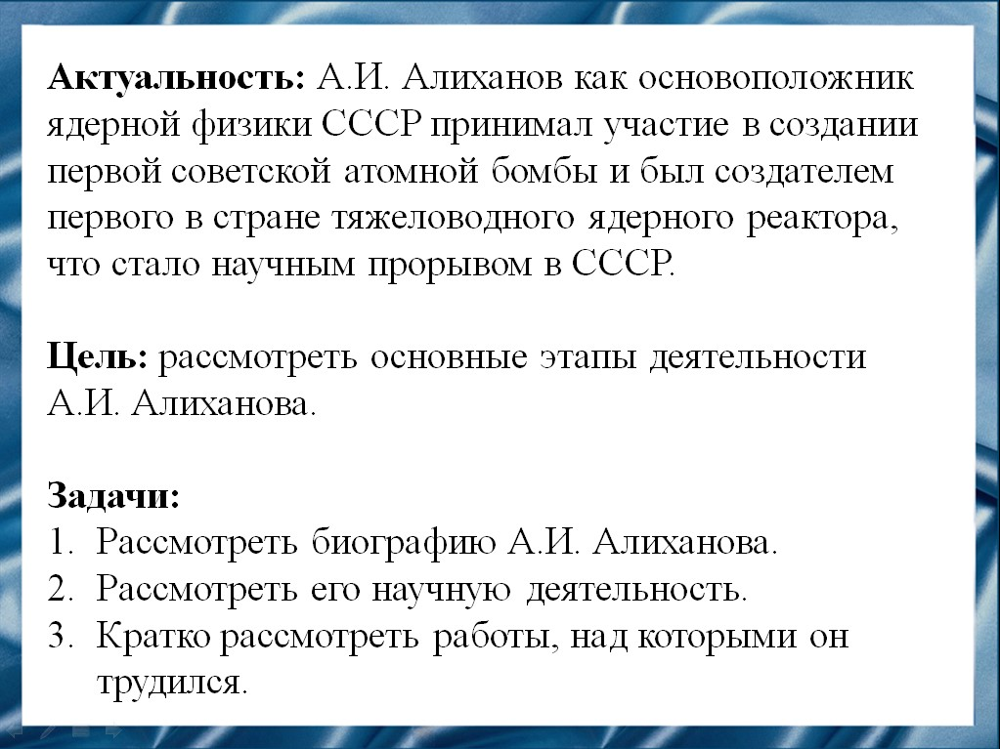 Актуальность: А.И. Алиханов как основоположник
ядерной физики СССР принимал участие в создании
первой советской атомной бомбы и был создателем
первого в стране тяжеловодного ядерного реактора,
что стало научным прорывом в СССР.
Цель: рассмотреть основные этапы деятельности
А.И. Алиханова.
Задачи:
1. Рассмотреть биографию А.И. Алиханова.
2. Рассмотреть его научную деятельность.
3. Кратко рассмотреть работы, над которыми он
трудился.